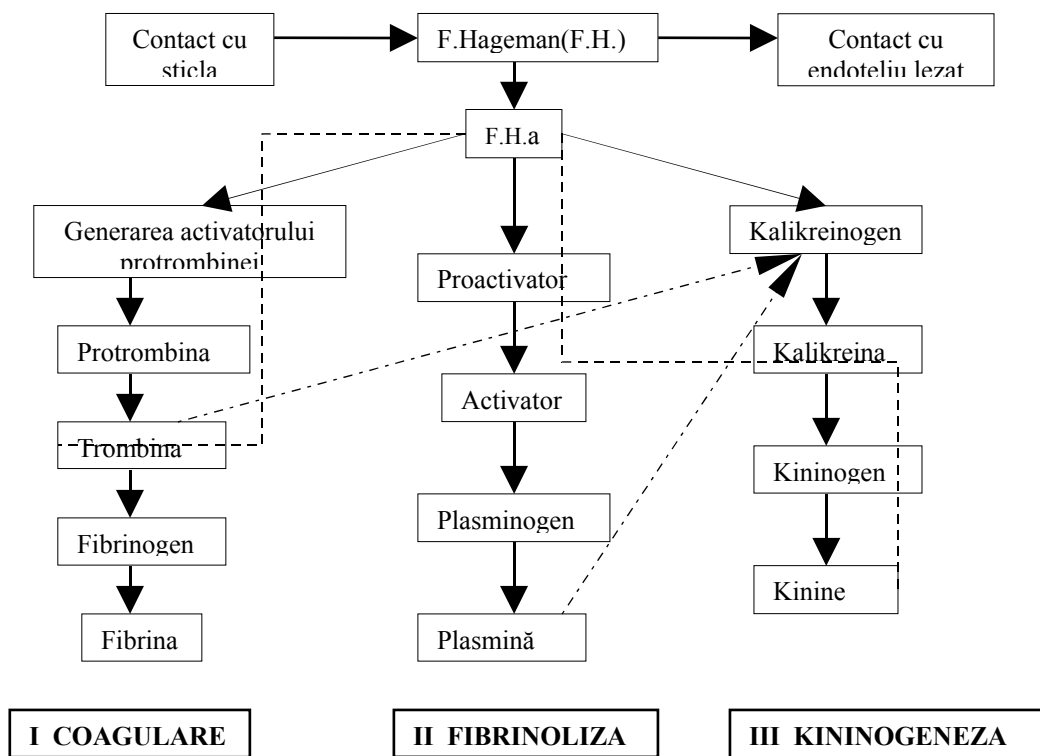 Contact cu
sticla
F.Hageman(F.H.)
Contact cu
endoteliu lezat
F.H.a
Generarea activatorului
protrombinei
Kalikreinogen
Proactivator
Protrombina
Kalikreina
Activator
Trombina
Kininogen
Plasminogen
Fibrinogen
Kinine
Fibrina
Plasmină
I COAGULARE
II FIBRINOLIZA
III KININOGENEZA